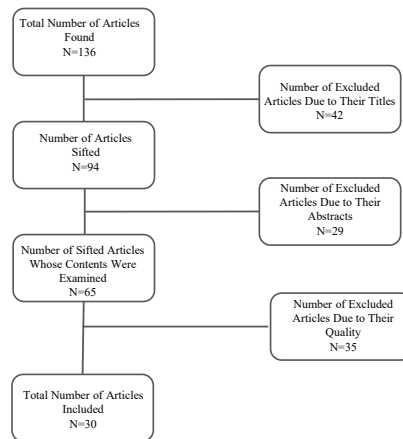 Total Number of Articles
Found
N=136
Number of Excluded
Articles Due to Their Titles
N=42
Number of Articles
Sifted
N=94
Number of Excluded
Articles Due to Their
Abstracts
N=29
Number of Sifted Articles
Whose Contents Were
Examined
N=65
Number of Excluded
Articles Due to Their
Quality
N=35
Total Number of Articles
Included
N=30